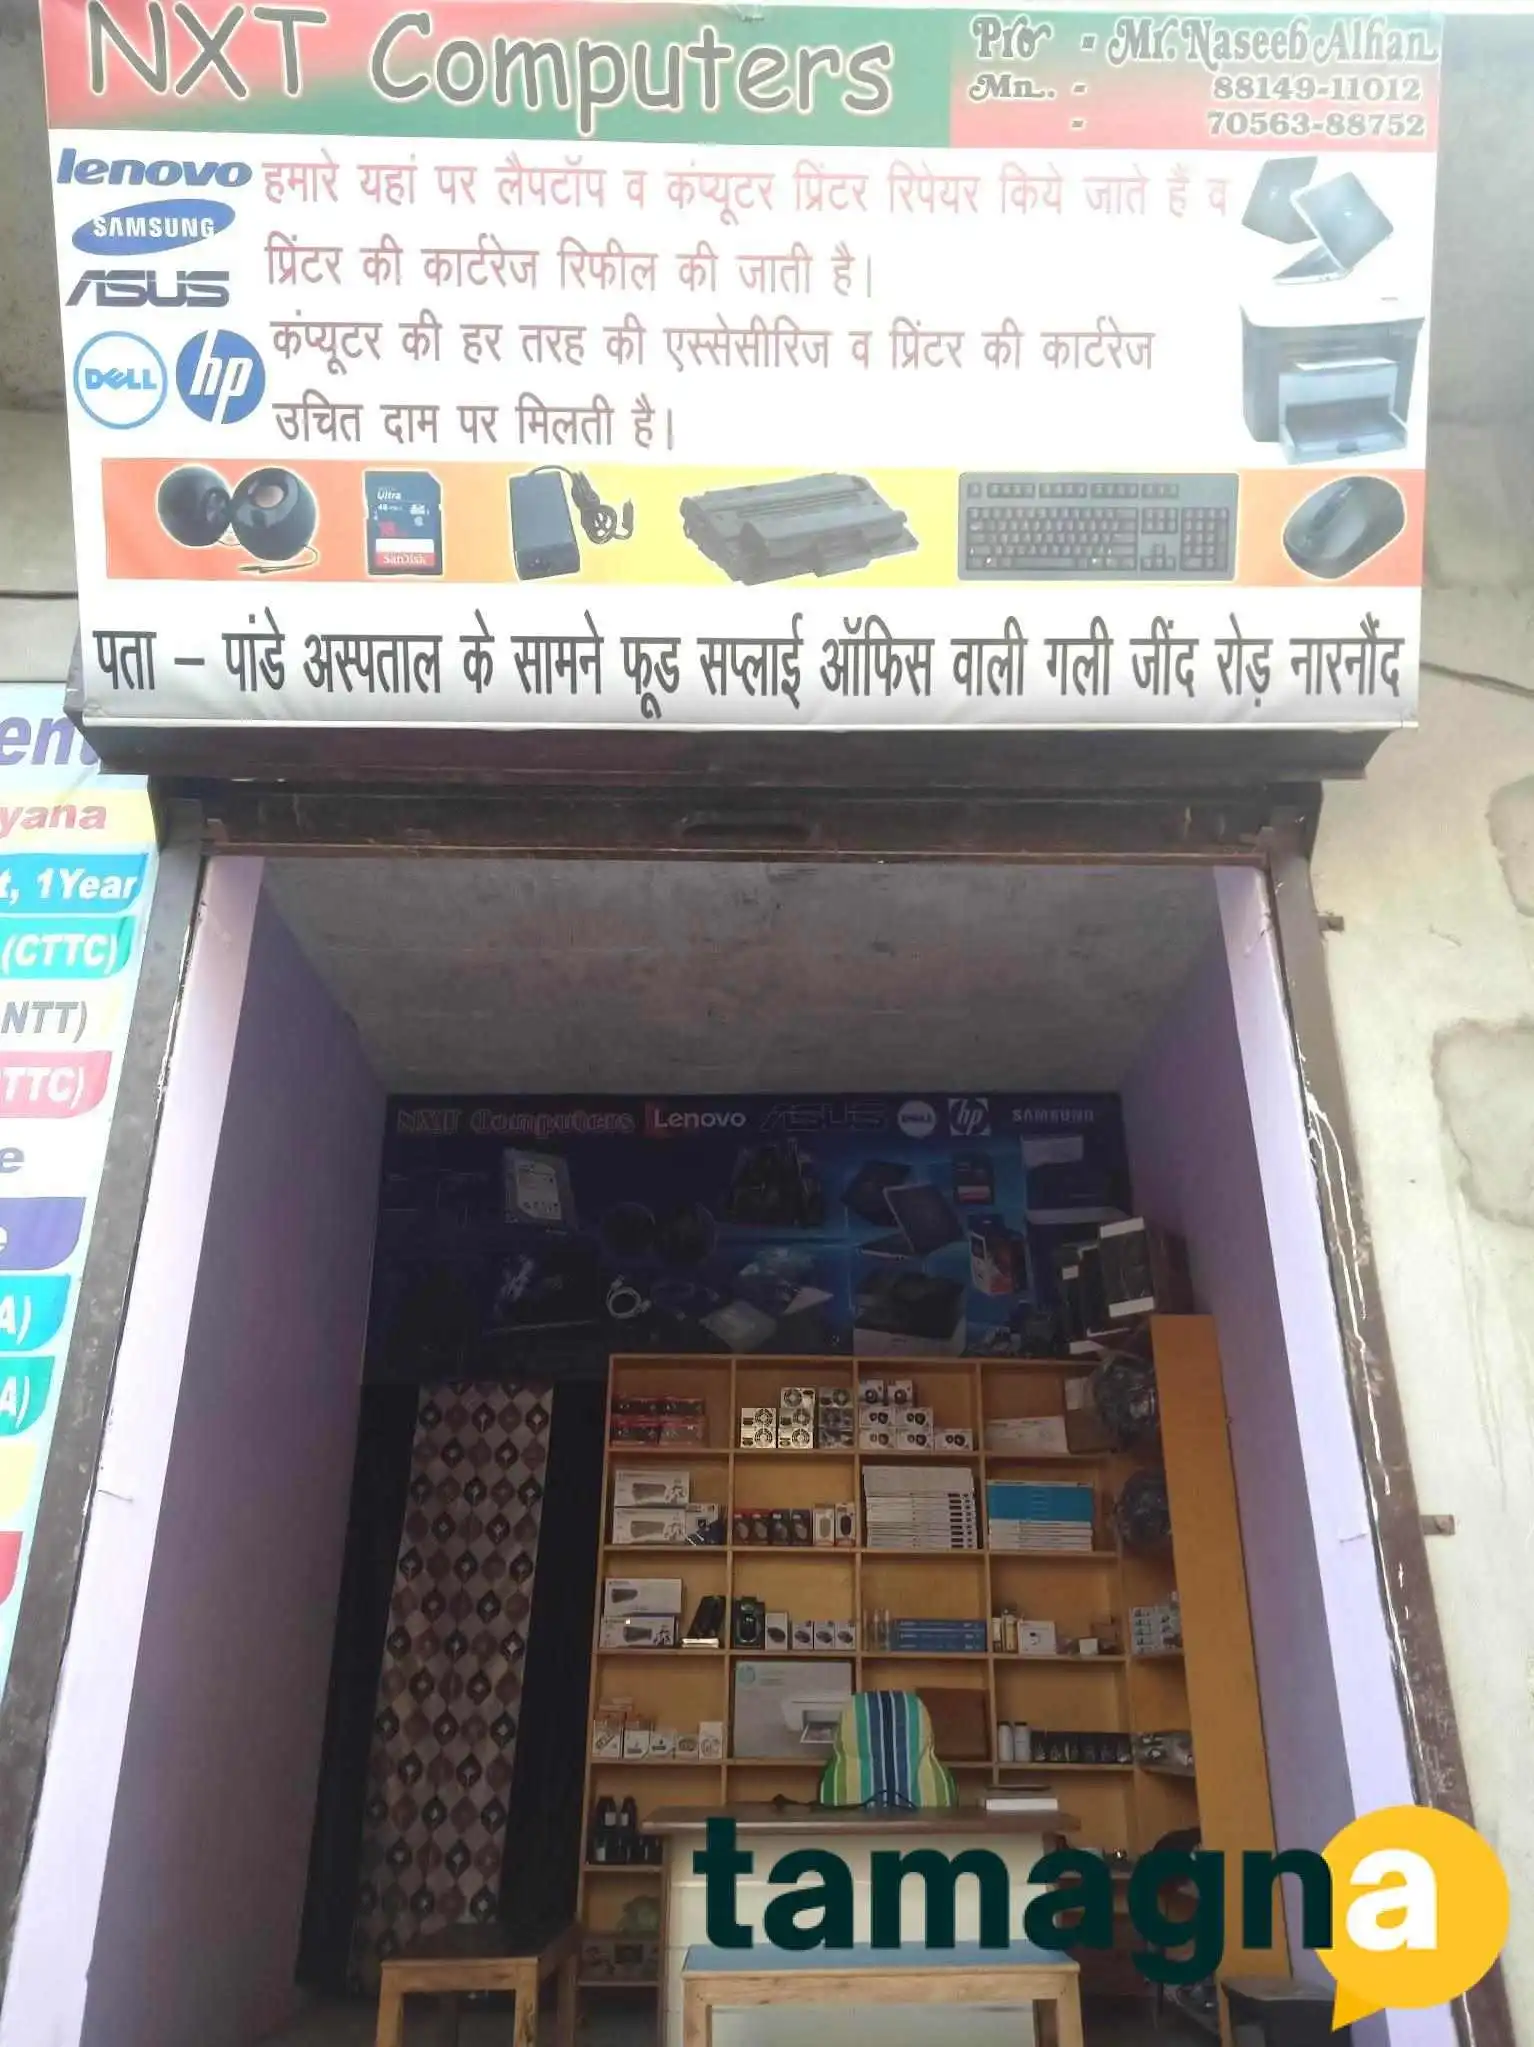 NXT Computers
Pro - Mr. Naseeb Alhan
Mn.. - 88149-11012
- 70563-88752
lenovo
SAMSUNG
ASUS
DELL
hp
हमारे यहां पर लैपटॉप व कंप्यूटर प्रिंटर रिपेयर किये जाते हैं व
प्रिंटर की कार्टरेज रिफील की जाती है।
कंप्यूटर की हर तरह की एस्सेसीरिज व प्रिंटर की कार्टरेज
उचित दाम पर मिलती है।
Ultra
SanDisk
पता – पांडे अस्पताल के सामने फूड सप्लाई ऑफिस वाली गली जींद रोड़ नारनौंद
yana
t, 1Year
(CTTC)
NTT)
TTC)
e
A)
A)
NXT Computers Lenovo ASUS DELL hp SAMSUNG
tamagna